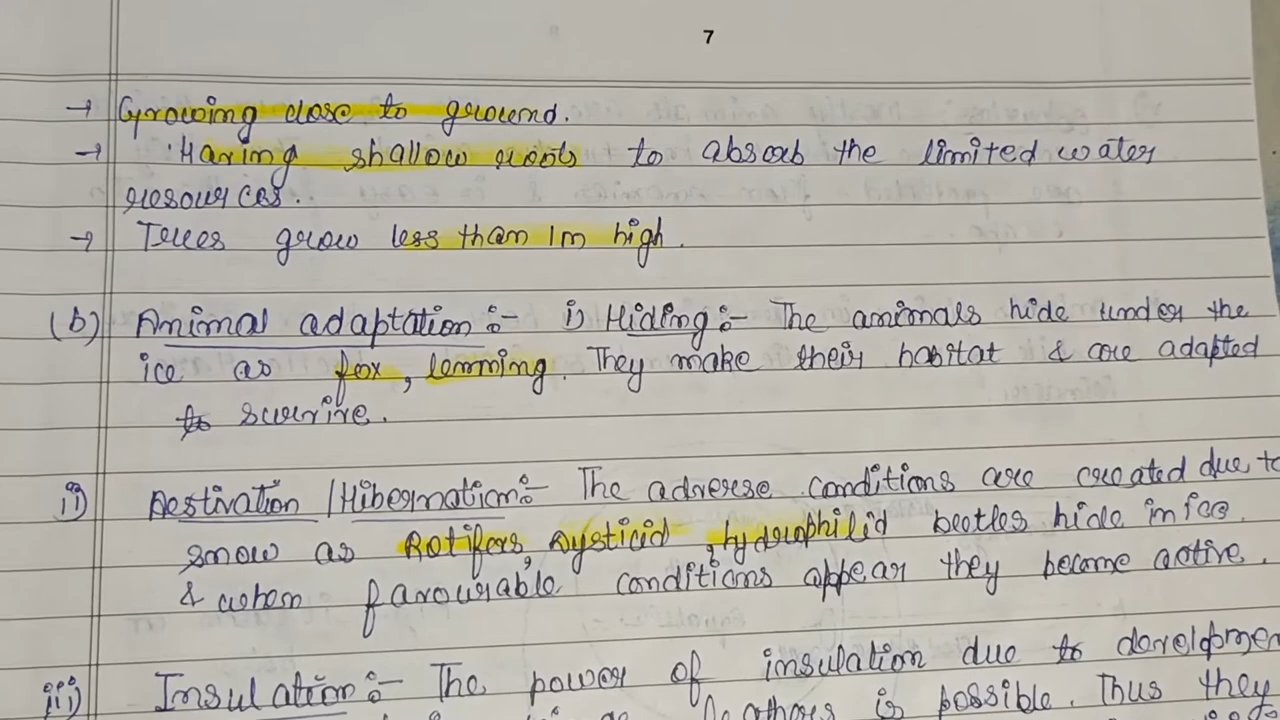 7
→ Growing close to ground.
→ Having shallow roots to absorb the limited water
resources.
→ Trees grow less than 1m high.
(b) Animal adaptation :- i) Hiding :- The animals hide under the
ice as fox, lemming. They make their habitat & are adapted
to survive.
ii) Aestivation / Hibernation :- The adverse conditions are created due to
snow as Rotifers, Dysticid, hydrophilid beetles hide in ice
& when favourable conditions appear they become active.
iii) Insulation :- The power of insulation due to developmen
is possible. Thus they